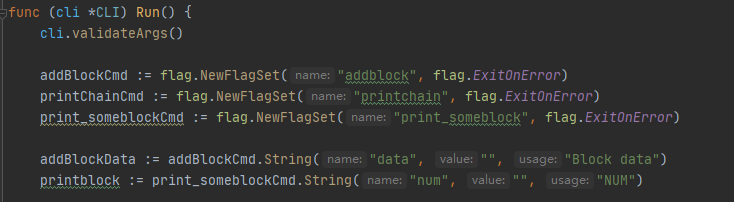 func (cli *CLI) Run() {
cli.validateArgs()
addBlockCmd := flag.NewFlagSet( name: "addblock", flag.ExitOnError)
printChainCmd := flag.NewFlagSet( name: "printchain", flag.ExitOnError)
print_someblockCmd := flag.NewFlagSet( name: "print_someblock", flag.ExitOnError)
addBlockData := addBlockCmd.String( name: "data", value: "", usage: "Block data")
printblock := print_someblockCmd.String( name: "num", value: "", usage: "NUM")